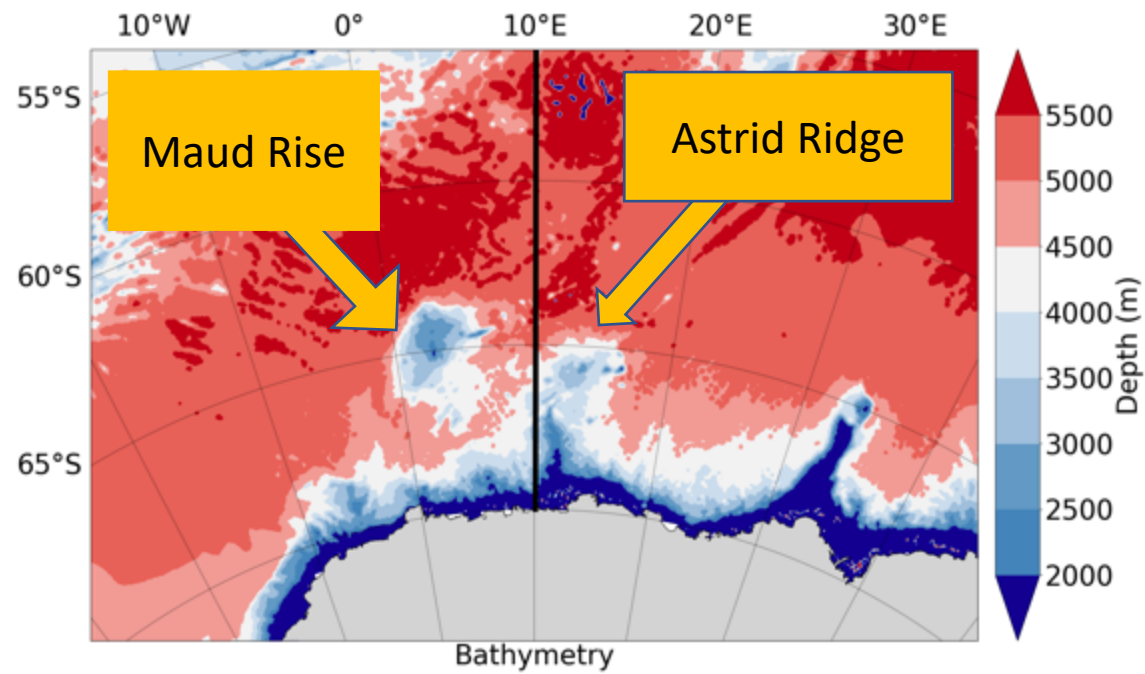 10°W 0° 10°E 20°E 30°E
55°S
60°S
65°S
Maud Rise
Astrid Ridge
5500
5000
4500
4000
3500
3000
2500
2000
Depth (m)
Bathymetry